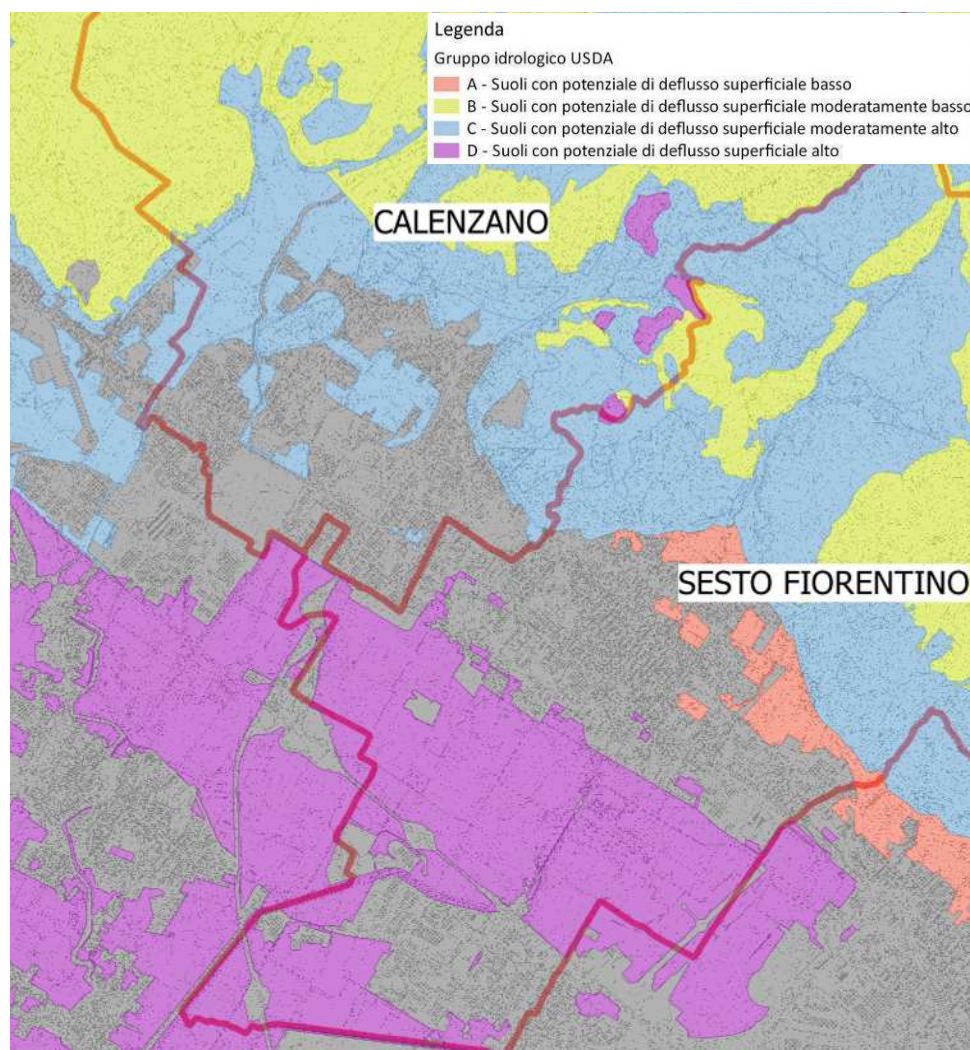 Legenda
Gruppo idrologico USDA
A - Suoli con potenziale di deflusso superficiale basso
B - Suoli con potenziale di deflusso superficiale moderatamente basso
C - Suoli con potenziale di deflusso superficiale moderatamente alto
D - Suoli con potenziale di deflusso superficiale alto
CALENZANO
SESTO FIORENTINO